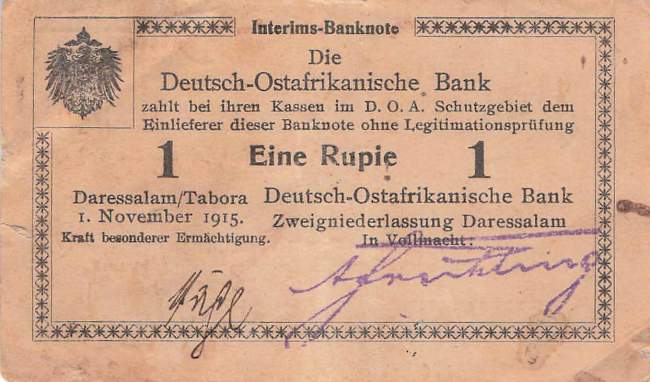 Interims-Banknote
Die
Deutsch-Ostafrikanische Bank
zahlt bei ihren Kassen im D. O. A. Schutzgebiet dem
Einlieferer dieser Banknote ohne Legitimationsprüfung
1 Eine Rupie 1
Daressalam/Tabora
1. November 1915.
Kraft besonderer Ermächtigung.
Deutsch-Ostafrikanische Bank
Zweigniederlassung Daressalam
In Vollmacht: